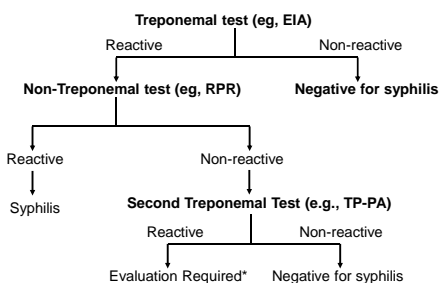 Treponemal test (eg, EIA)
Reactive
Non-reactive
Non-Treponemal test (eg, RPR)
Negative for syphilis
Reactive
Non-reactive
Syphilis
Second Treponemal Test (e.g., TP-PA)
Reactive
Non-reactive
Evaluation Required*
Negative for syphilis